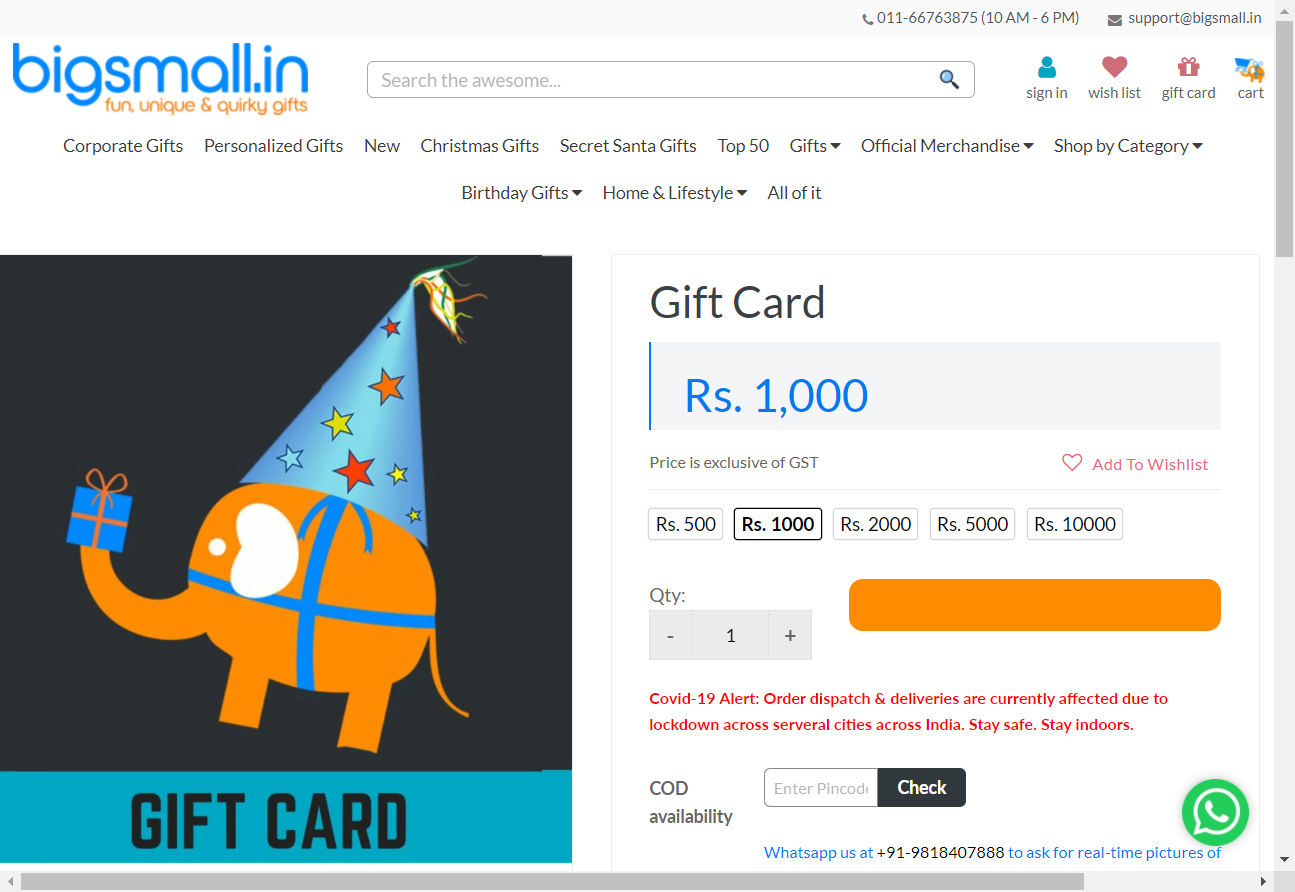 011-66763875 (10 AM - 6 PM) support@bigsmall.in
bigsmall.in
fun, unique & quirky gifts
Search the awesome...
sign in wish list gift card cart
Corporate Gifts Personalized Gifts New Christmas Gifts Secret Santa Gifts Top 50 Gifts Official Merchandise Shop by Category
Birthday Gifts Home & Lifestyle All of it
Gift Card
Rs. 1,000
Price is exclusive of GST Add To Wishlist
Rs. 500 Rs. 1000 Rs. 2000 Rs. 5000 Rs. 10000
Qty:
- 1 +
Covid-19 Alert: Order dispatch & deliveries are currently affected due to
lockdown across serveral cities across India. Stay safe. Stay indoors.
COD
availability
Enter Pincode Check
Whatsapp us at +91-9818407888 to ask for real-time pictures of
GIFT CARD